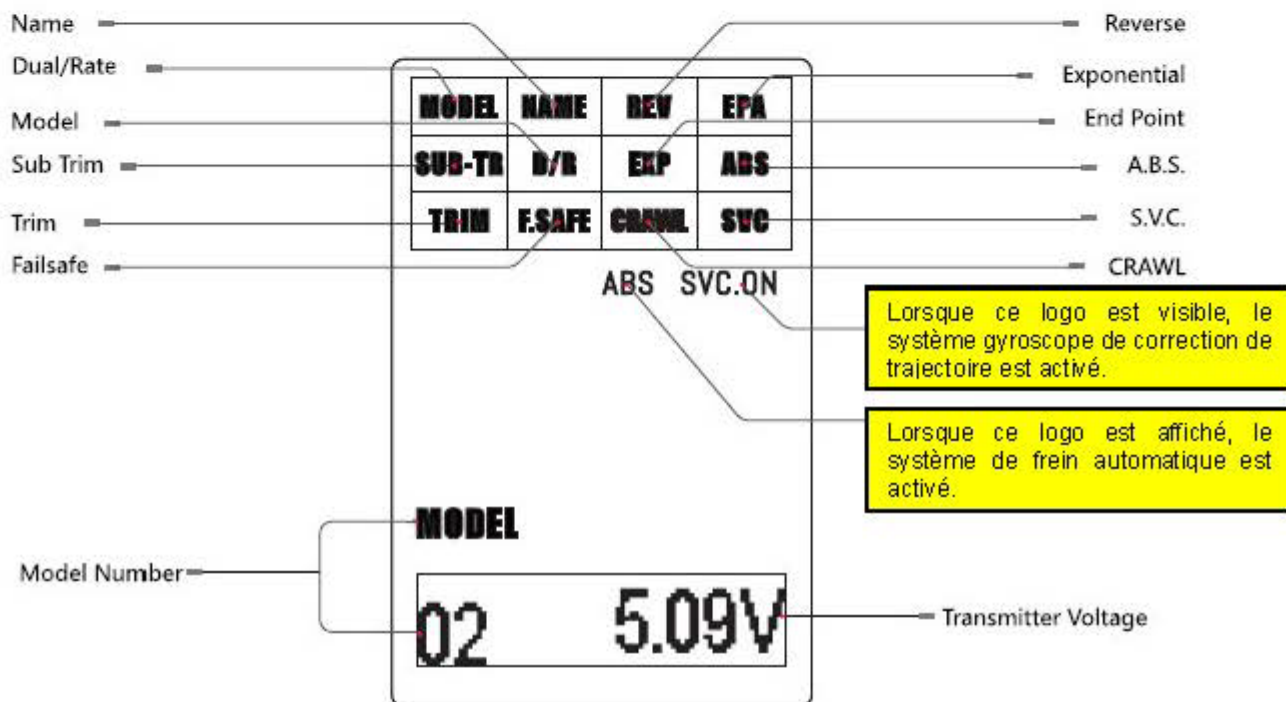 Name
Dual/Rate
Model
Sub Trim
Trim
Failsafe
Reverse
Exponential
End Point
A.B.S.
S.V.C.
CRAWL
MODEL NAME REV EPA
SUB-TR D/R EXP ABS
TRIM F.SAFE CRAWL SVC
ABS SVC.ON
Lorsque ce logo est visible, le
système gyroscope de correction de
trajectoire est activé.
Lorsque ce logo est affiché, le
système de frein automatique est
activé.
MODEL
Model Number
02 5.09V
Transmitter Voltage